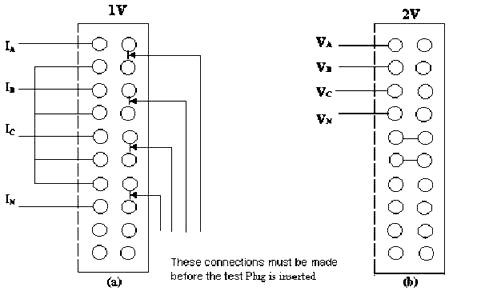 1V
2V
I_A
I_B
I_C
I_N
V_A
V_B
V_C
V_N
These connections must be made
before the test Plug is inserted
(a)
(b)